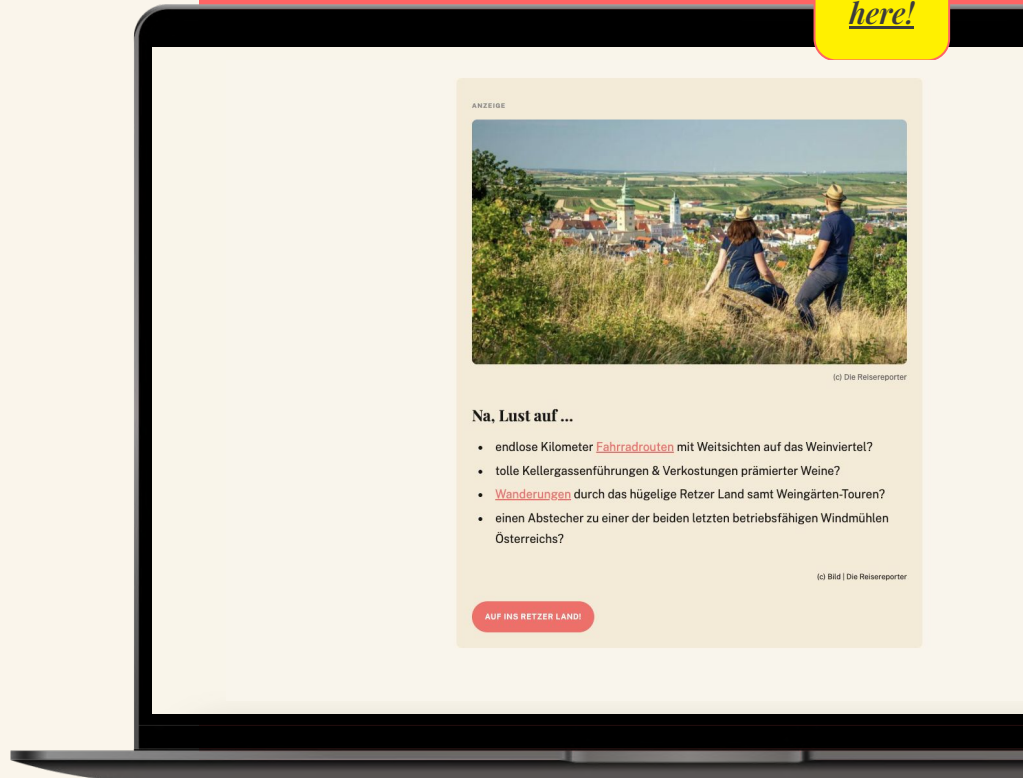 here!
ANZEIGE
(c) Die Reisereporter
Na, Lust auf ...
• endlose Kilometer Fahrradrouten mit Weitsichten auf das Weinviertel?
• tolle Kellergassenführungen & Verkostungen prämierter Weine?
• Wanderungen durch das hügelige Retzer Land samt Weingärten-Touren?
• einen Abstecher zu einer der beiden letzten betriebsfähigen Windmühlen
Österreichs?
(c) Bild | Die Reisereporter
AUF INS RETZER LAND!